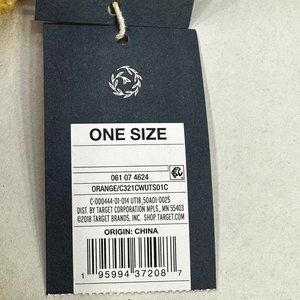 ONE SIZE
061 07 4624
ORANGE/C321CWUTS01C
C-000444-01-014 UT18_50A01-0025
DIST. BY TARGET CORPORATION MPLS, MN 55403
©2018 TARGET BRANDS, INC. SHOP TARGET.COM
ORIGIN: CHINA
1 95994 37208 7